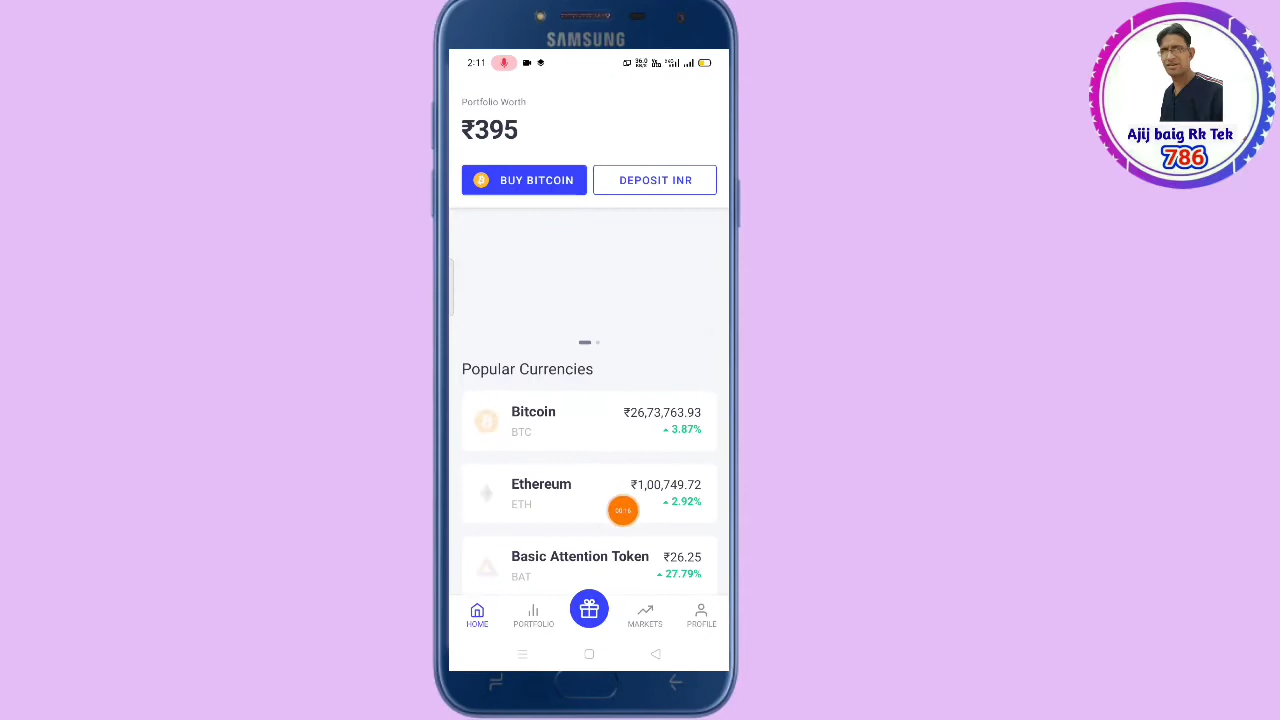 SAMSUNG
2:11
Portfolio Worth
₹395
BUY BITCOIN
DEPOSIT INR
Popular Currencies
Bitcoin
₹26,73,763.93
BTC
3.87%
Ethereum
₹1,00,749.72
ETH
2.92%
00:16
Basic Attention Token
₹26.25
BAT
27.79%
HOME
PORTFOLIO
MARKETS
PROFILE
Ajij baig Rk Tek
786